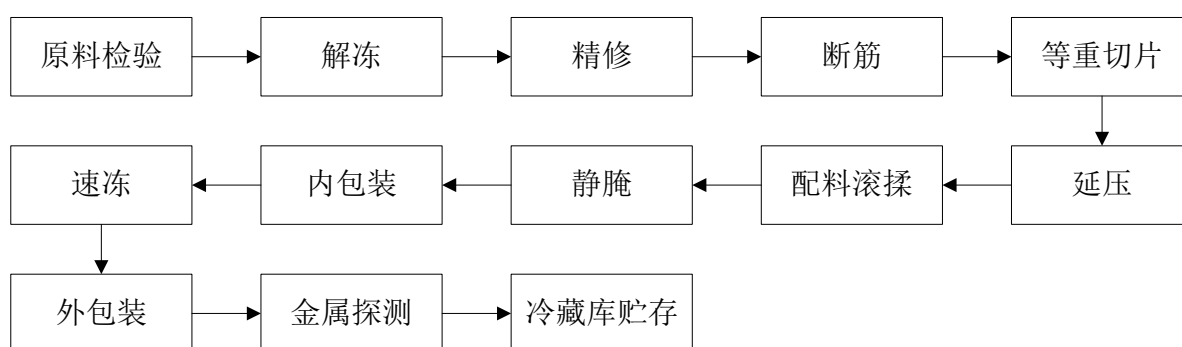 原料检验
解冻
精修
断筋
等重切片
延压
配料滚揉
静腌
内包装
速冻
外包装
金属探测
冷藏库贮存